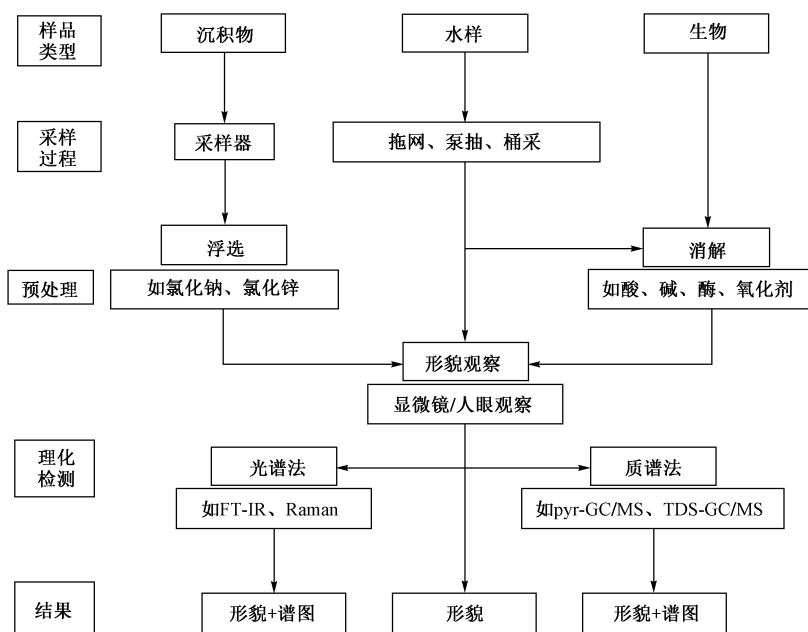 样品
类型
沉积物
水样
生物
采样
过程
采样器
拖网、泵抽、桶采
浮选
消解
预处理
如氯化钠、氯化锌
如酸、碱、酶、氧化剂
形貌观察
显微镜/人眼观察
理化
检测
光谱法
质谱法
如FT-IR、Raman
如pyr-GC/MS、TDS-GC/MS
结果
形貌+谱图
形貌
形貌+谱图